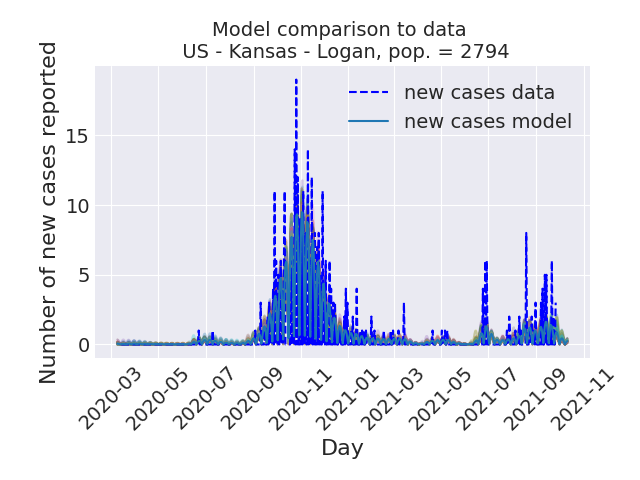 Model comparison to data
US - Kansas - Logan, pop. = 2794
new cases data
new cases model
Number of new cases reported
15
10
5
0
2020-03
2020-05
2020-07
2020-09
2020-11
2021-01
2021-03
2021-05
2021-07
2021-09
2021-11
Day